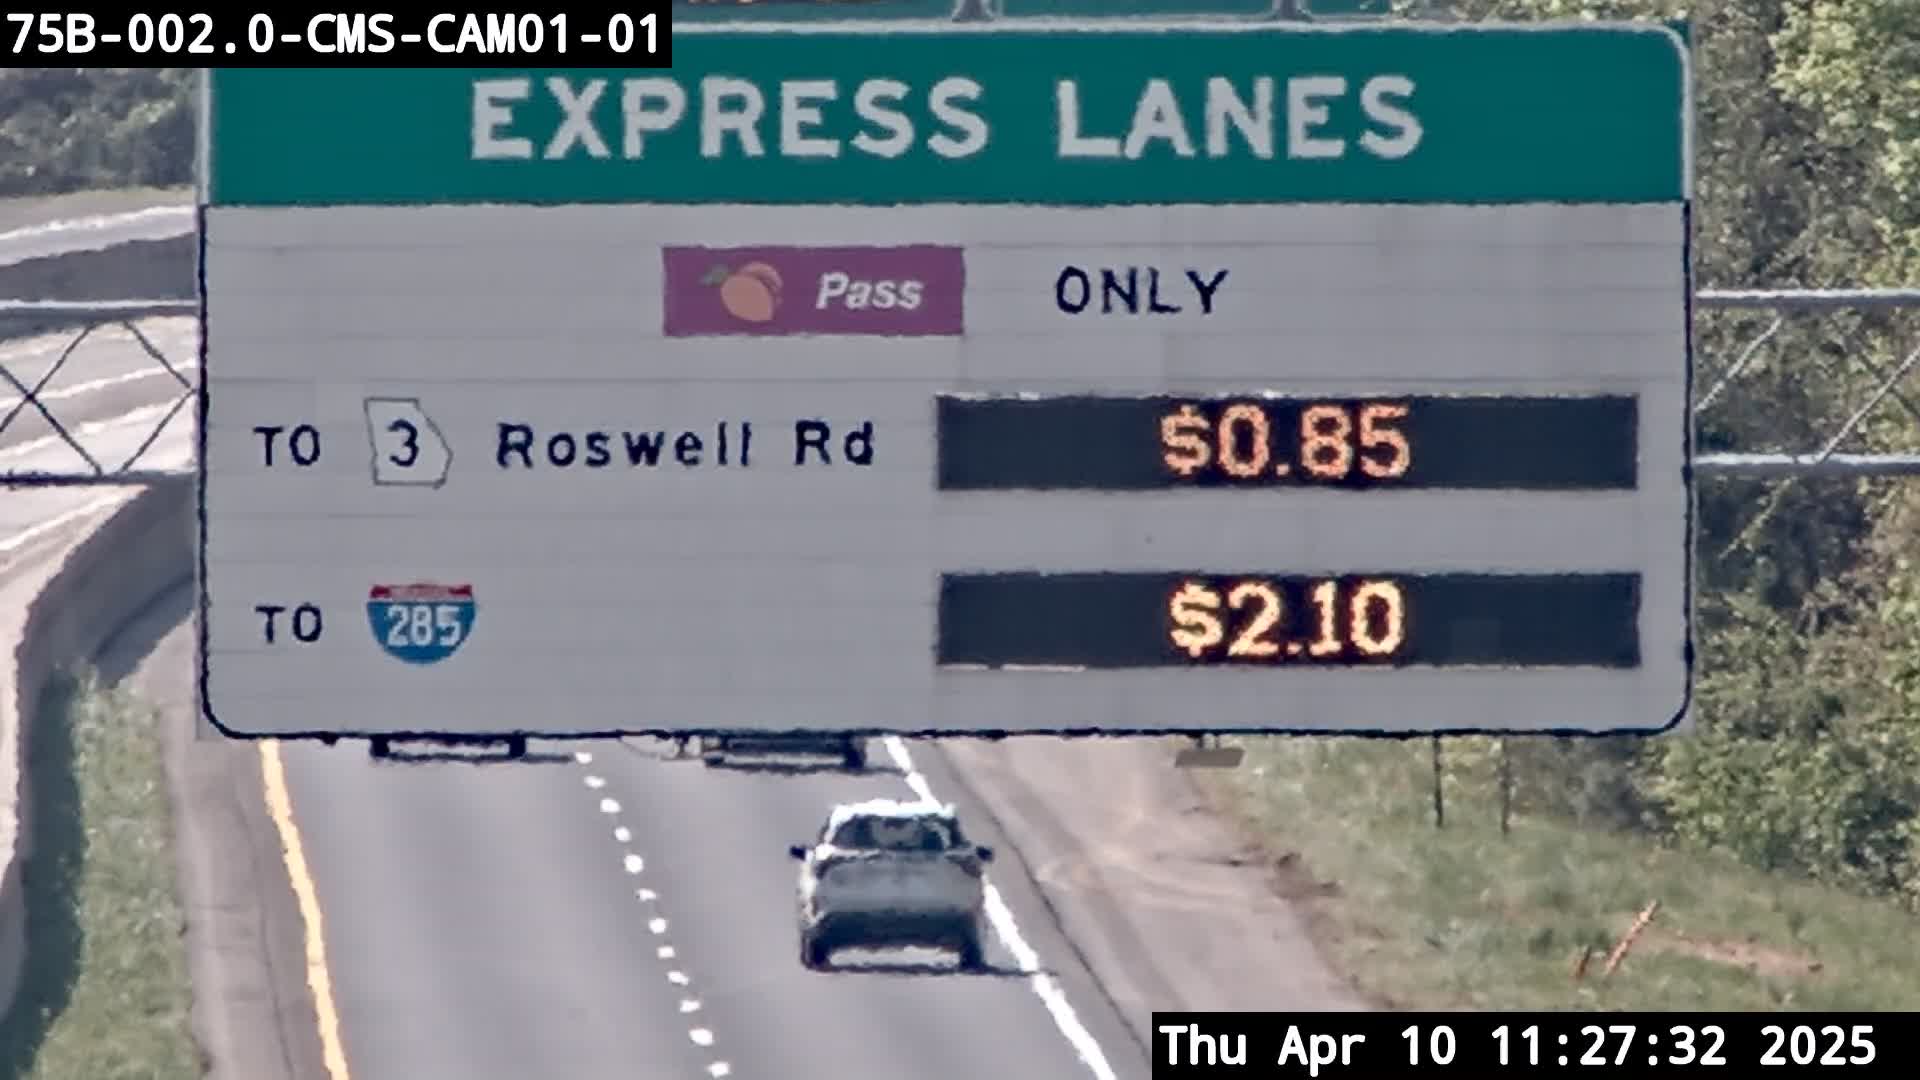 75B-002.0-CMS-CAM01-01
EXPRESS LANES
Pass ONLY
TO 3 Roswell Rd $0.85
TO 285 $2.10
Thu Apr 10 11:27:32 2025